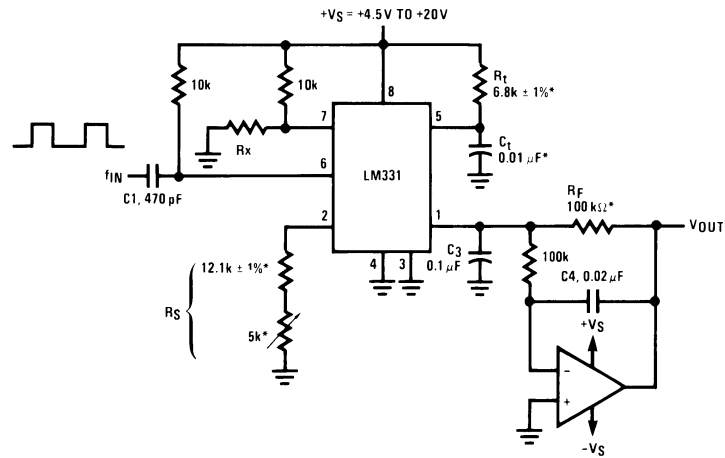 +VS = +4.5V TO +20V
10k
10k
Rt
6.8k ± 1%*
8
7
5
Rx
Ct
0.01 μF*
fIN
6
LM331
C1, 470 pF
RF
100 kΩ*
2
1
VOUT
12.1k ± 1%*
4
3
C3
0.1 μF
100k
C4, 0.02 μF
RS
5k*
+VS
−
+
−VS